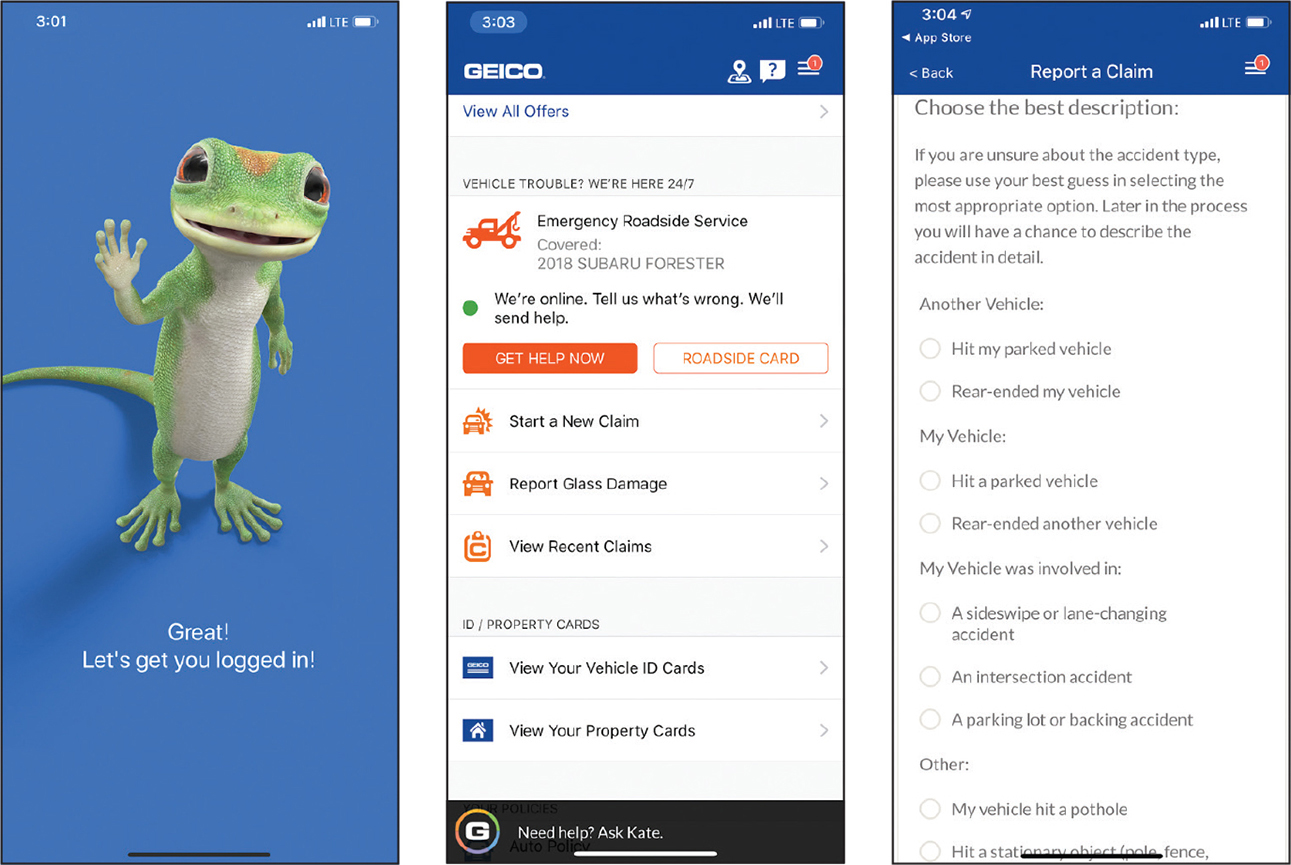 3:01
LTE
Great!
Let's get you logged in!
3:03
LTE
GEICO
?
1
View All Offers
VEHICLE TROUBLE? WE'RE HERE 24/7
Emergency Roadside Service
Covered:
2018 SUBARU FORESTER
We're online. Tell us what's wrong. We'll
send help.
GET HELP NOW
ROADSIDE CARD
Start a New Claim
Report Glass Damage
C
View Recent Claims
ID / PROPERTY CARDS
GEICO
View Your Vehicle ID Cards
View Your Property Cards
YOUR POLICIES
G
Need help? Ask Kate.
Auto Policy
3:04
LTE
App Store
< Back
Report a Claim
1
Choose the best description:
If you are unsure about the accident type,
please use your best guess in selecting the
most appropriate option. Later in the process
you will have a chance to describe the
accident in detail.
Another Vehicle:
Hit my parked vehicle
Rear-ended my vehicle
My Vehicle:
Hit a parked vehicle
Rear-ended another vehicle
My Vehicle was involved in:
A sideswipe or lane-changing
accident
An intersection accident
A parking lot or backing accident
Other:
My vehicle hit a pothole
Hit a stationary object (pole, fence,